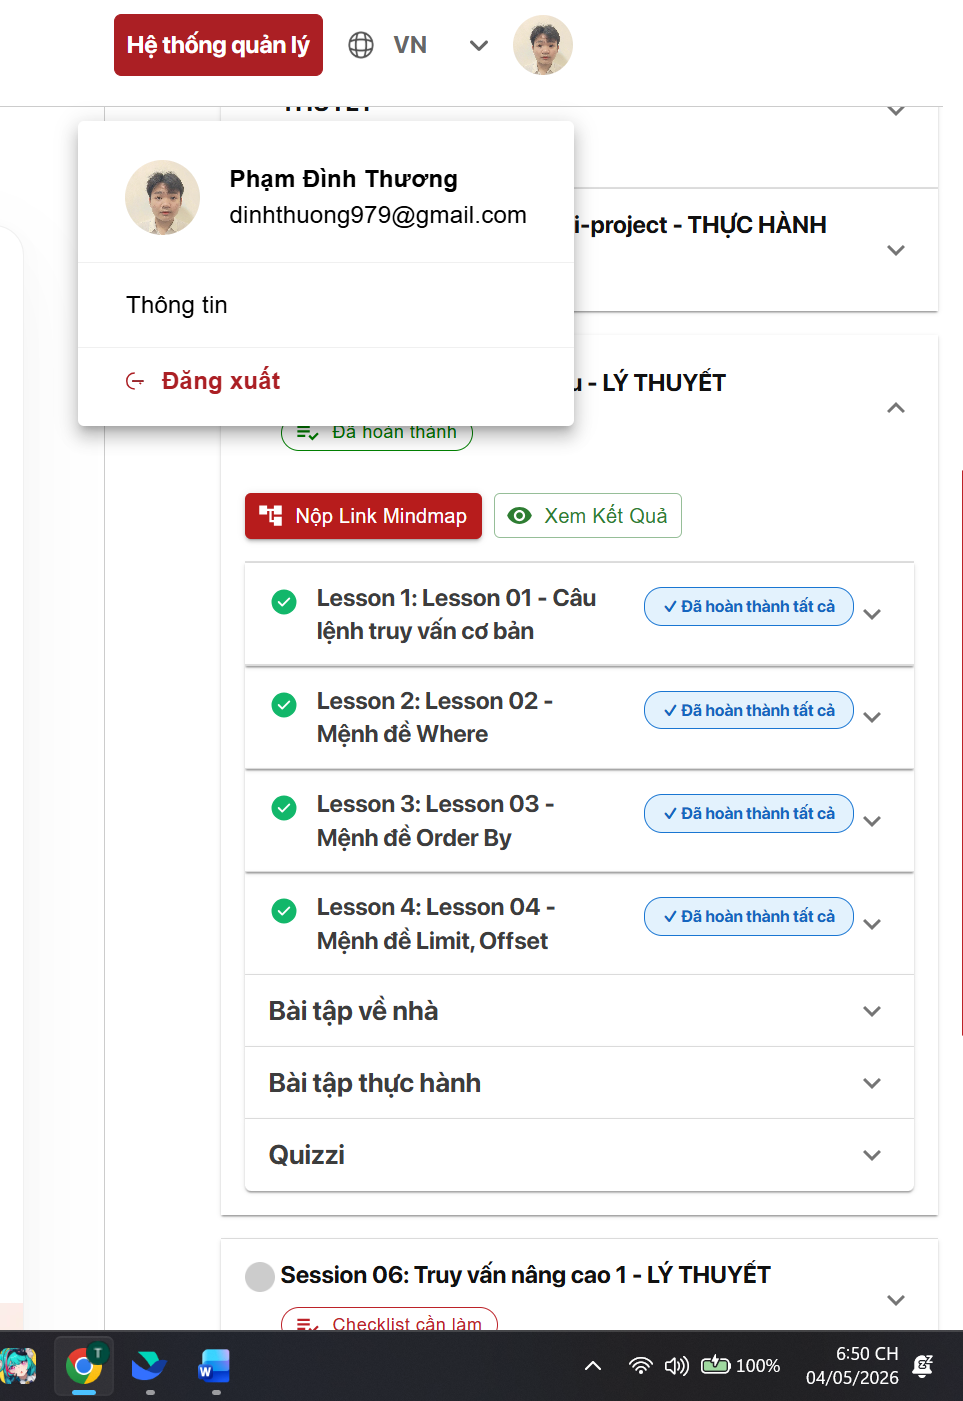 Hệ thống quản lý
VN
THUYẾT
Phạm Đình Thương
dinhthuong979@gmail.com
i-project - THỰC HÀNH
Thông tin
- LÝ THUYẾT
Đăng xuất
Đã hoàn thành
Nộp Link Mindmap
Xem Kết Quả
Lesson 1: Lesson 01 - Câu
lệnh truy vấn cơ bản
Đã hoàn thành tất cả
Lesson 2: Lesson 02 -
Mệnh đề Where
Đã hoàn thành tất cả
Lesson 3: Lesson 03 -
Mệnh đề Order By
Đã hoàn thành tất cả
Lesson 4: Lesson 04 -
Mệnh đề Limit, Offset
Đã hoàn thành tất cả
Bài tập về nhà
Bài tập thực hành
Quizzi
Session 06: Truy vấn nâng cao 1 - LÝ THUYẾT
Checklist cần làm
T
W
100%
6:50 CH
04/05/2026